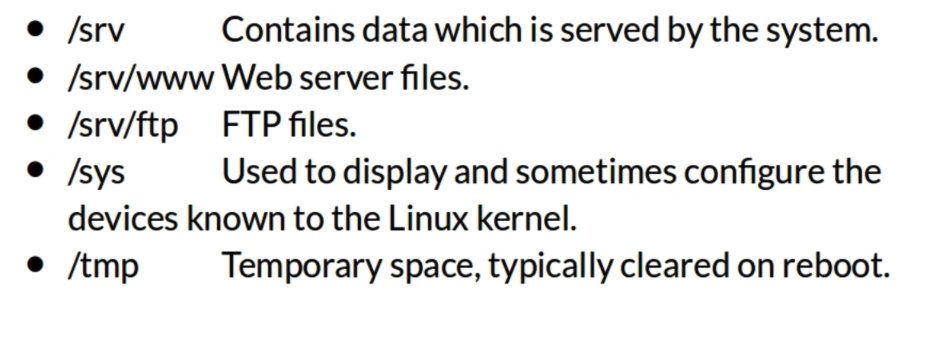 • /srv Contains data which is served by the system.
• /srv/www Web server files.
• /srv/ftp FTP files.
• /sys Used to display and sometimes configure the
devices known to the Linux kernel.
• /tmp Temporary space, typically cleared on reboot.